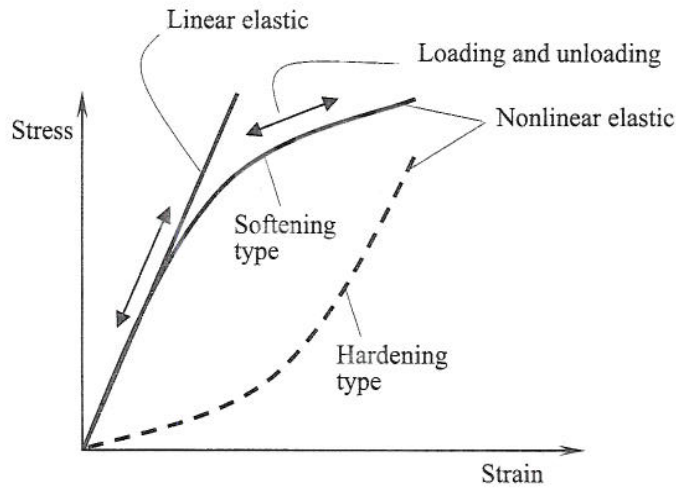 Linear elastic
Loading and unloading
Stress
Nonlinear elastic
Softening
type
Hardening
type
Strain